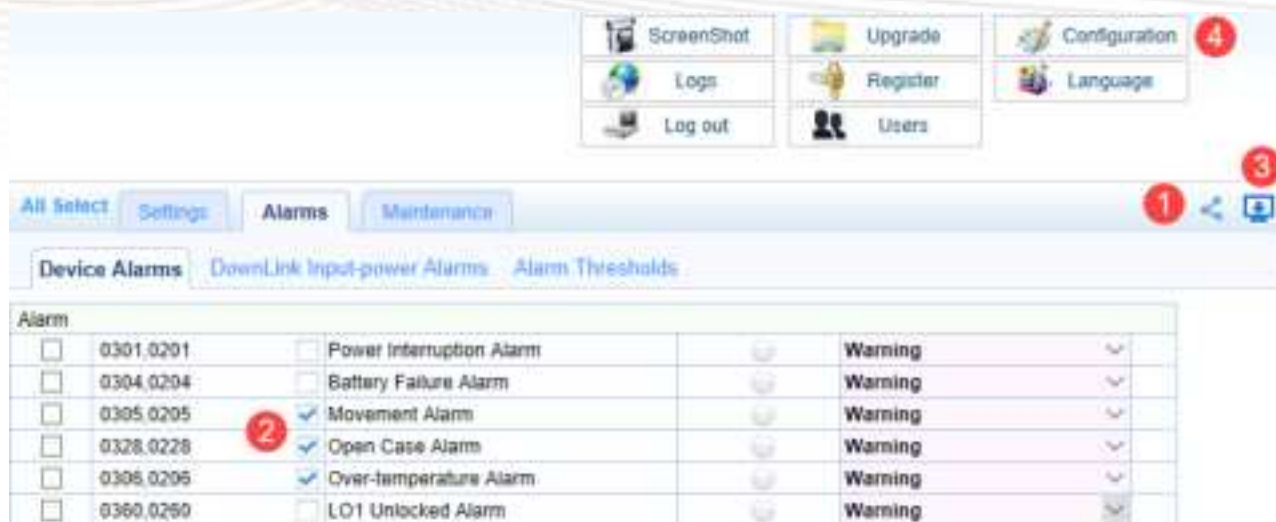 ScreenShot Upgrade Configuration 4
Logs Register Language
Log out Users
3
All Select Settings Alarms Maintenance 1
Device Alarms DownLink Input-power Alarms Alarm Thresholds
Alarm
0301,0201 Power Interruption Alarm Warning
0304,0204 Battery Failure Alarm Warning
0305,0205 Movement Alarm Warning
2
0328,0228 Open Case Alarm Warning
0306,0206 Over-temperature Alarm Warning
0360,0260 LO1 Unlocked Alarm Warning